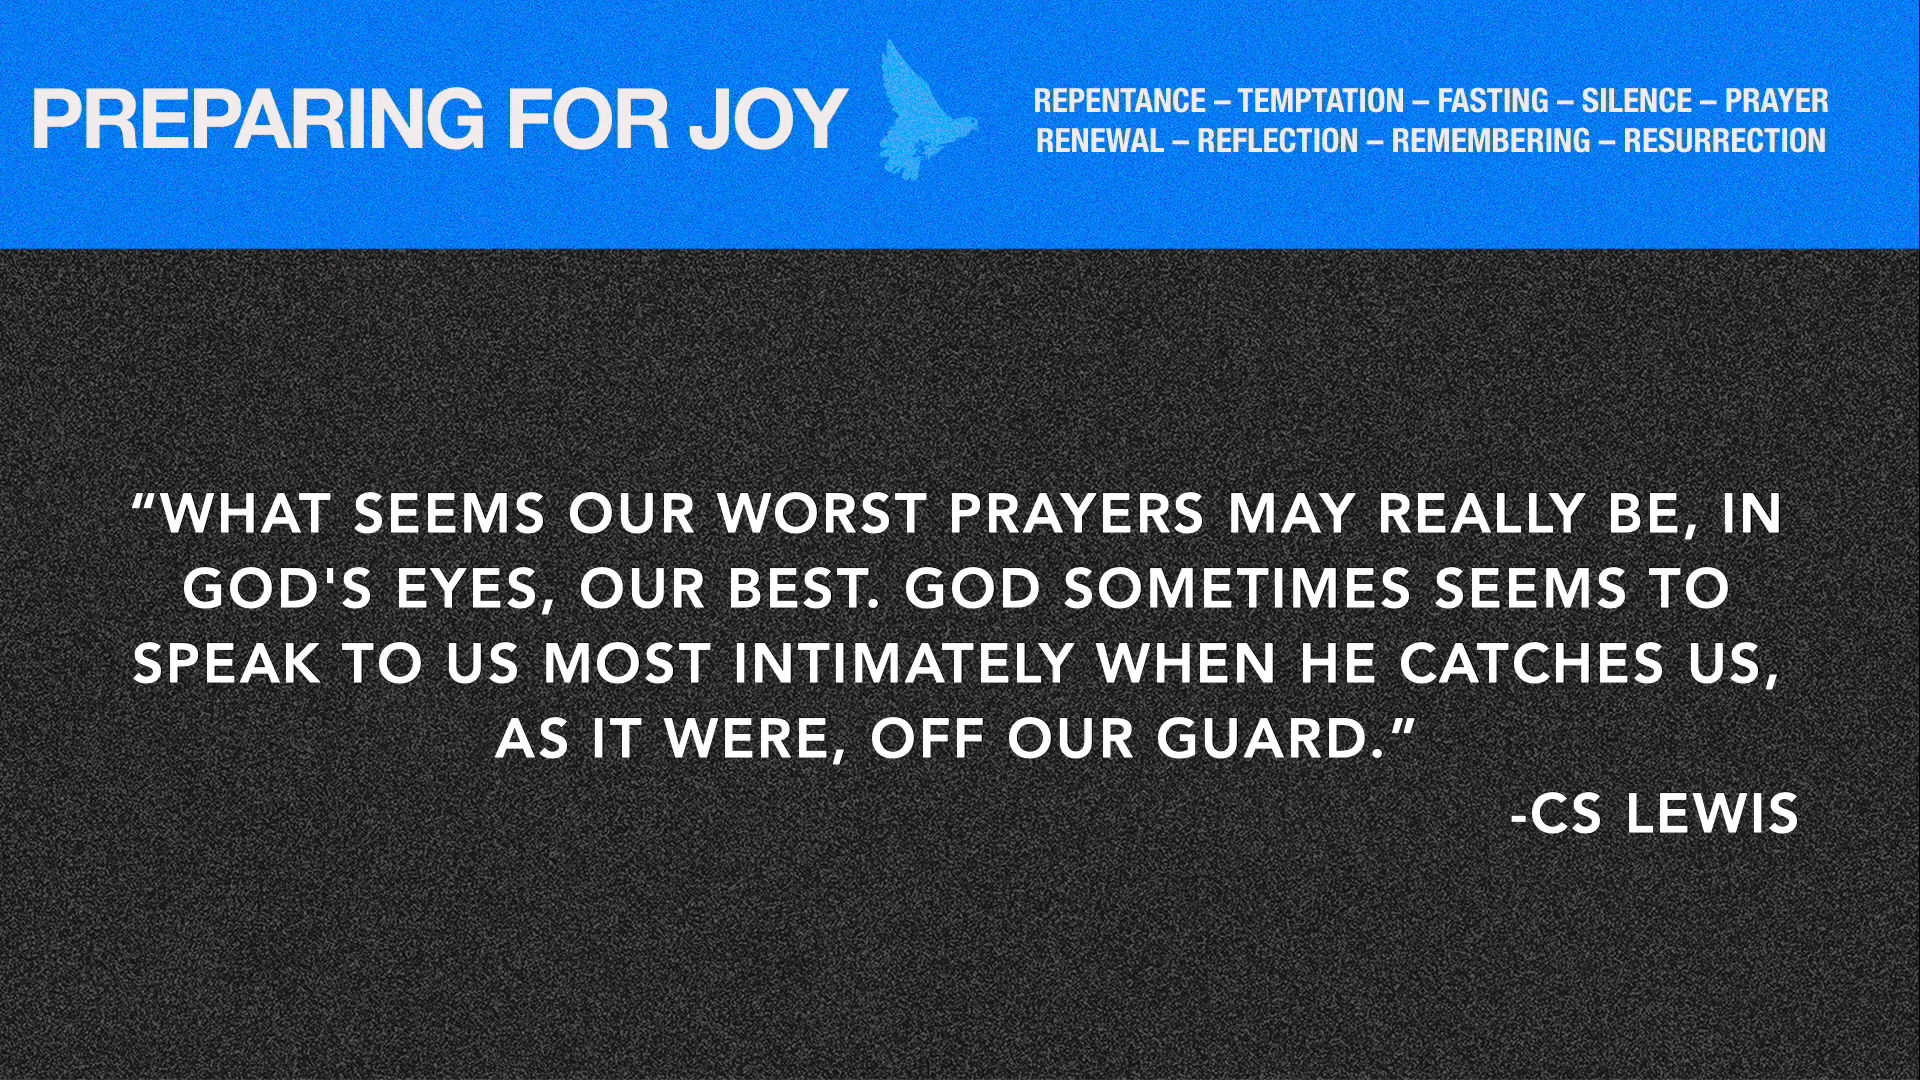 PREPARING FOR JOY
REPENTANCE – TEMPTATION – FASTING – SILENCE – PRAYER
RENEWAL – REFLECTION – REMEMBERING – RESURRECTION
“WHAT SEEMS OUR WORST PRAYERS MAY REALLY BE, IN
GOD'S EYES, OUR BEST. GOD SOMETIMES SEEMS TO
SPEAK TO US MOST INTIMATELY WHEN HE CATCHES US,
AS IT WERE, OFF OUR GUARD.”
-CS LEWIS